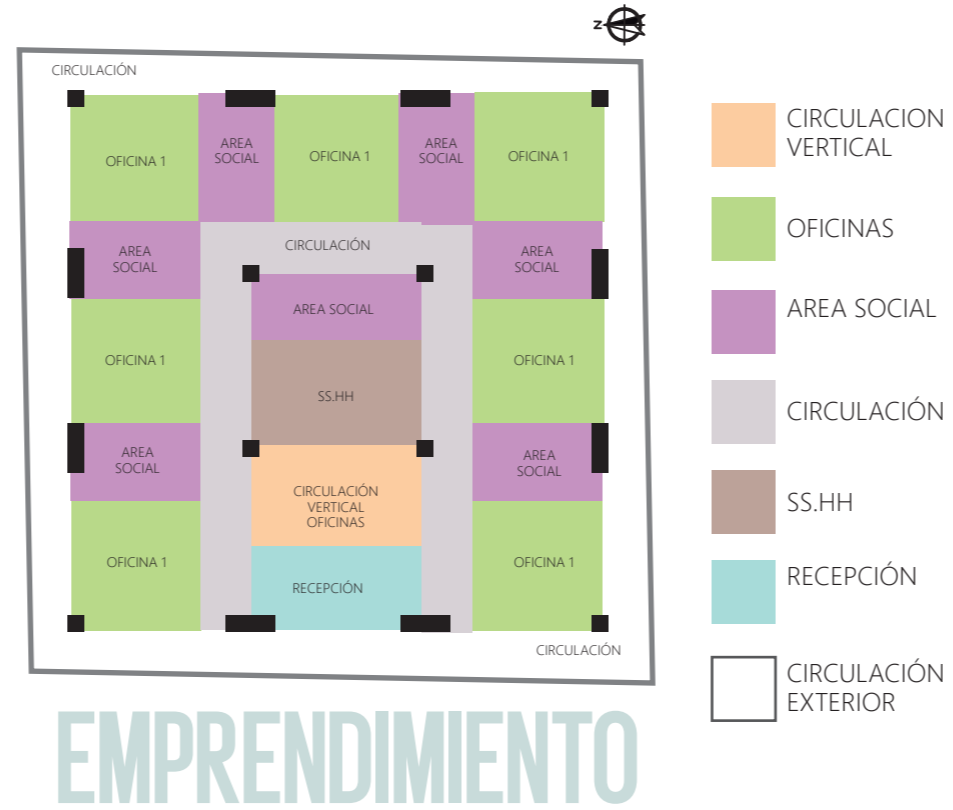 Z
CIRCULACIÓN
OFICINA 1
AREA
SOCIAL
OFICINA 1
AREA
SOCIAL
OFICINA 1
AREA
SOCIAL
CIRCULACIÓN
AREA
SOCIAL
AREA SOCIAL
OFICINA 1
OFICINA 1
SS.HH
AREA
SOCIAL
AREA
SOCIAL
CIRCULACIÓN
VERTICAL
OFICINAS
OFICINA 1
OFICINA 1
RECEPCIÓN
CIRCULACIÓN
CIRCULACION
VERTICAL
OFICINAS
AREA SOCIAL
CIRCULACIÓN
SS.HH
RECEPCIÓN
CIRCULACIÓN
EXTERIOR
EMPRENDIMIENTO